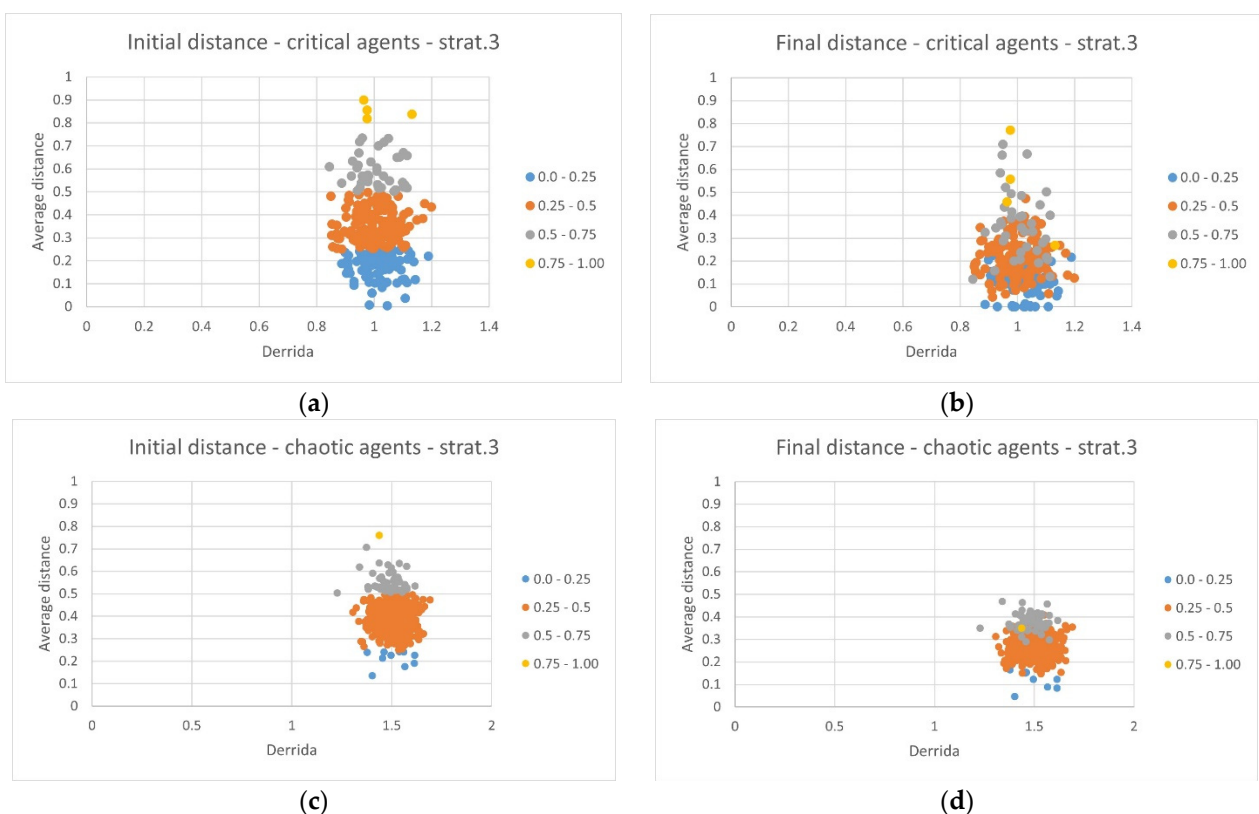 Initial distance - critical agents - strat.3
Average distance
1
0.9
0.8
0.7
0.6
0.5
0.4
0.3
0.2
0.1
0
0 0.2 0.4 0.6 0.8 1 1.2 1.4
Derrida
0.0 - 0.25
0.25 - 0.5
0.5 - 0.75
0.75 - 1.00
(a)
Final distance - critical agents - strat.3
Average distance
1
0.9
0.8
0.7
0.6
0.5
0.4
0.3
0.2
0.1
0
0 0.2 0.4 0.6 0.8 1 1.2 1.4
Derrida
0.0 - 0.25
0.25 - 0.5
0.5 - 0.75
0.75 - 1.00
(b)
Initial distance - chaotic agents - strat.3
Average distance
1
0.9
0.8
0.7
0.6
0.5
0.4
0.3
0.2
0.1
0
0 0.5 1 1.5 2
Derrida
0.0 - 0.25
0.25 - 0.5
0.5 - 0.75
0.75 - 1.00
(c)
Final distance - chaotic agents - strat.3
Average distance
1
0.9
0.8
0.7
0.6
0.5
0.4
0.3
0.2
0.1
0
0 0.5 1 1.5 2
Derrida
0.0 - 0.25
0.25 - 0.5
0.5 - 0.75
0.75 - 1.00
(d)